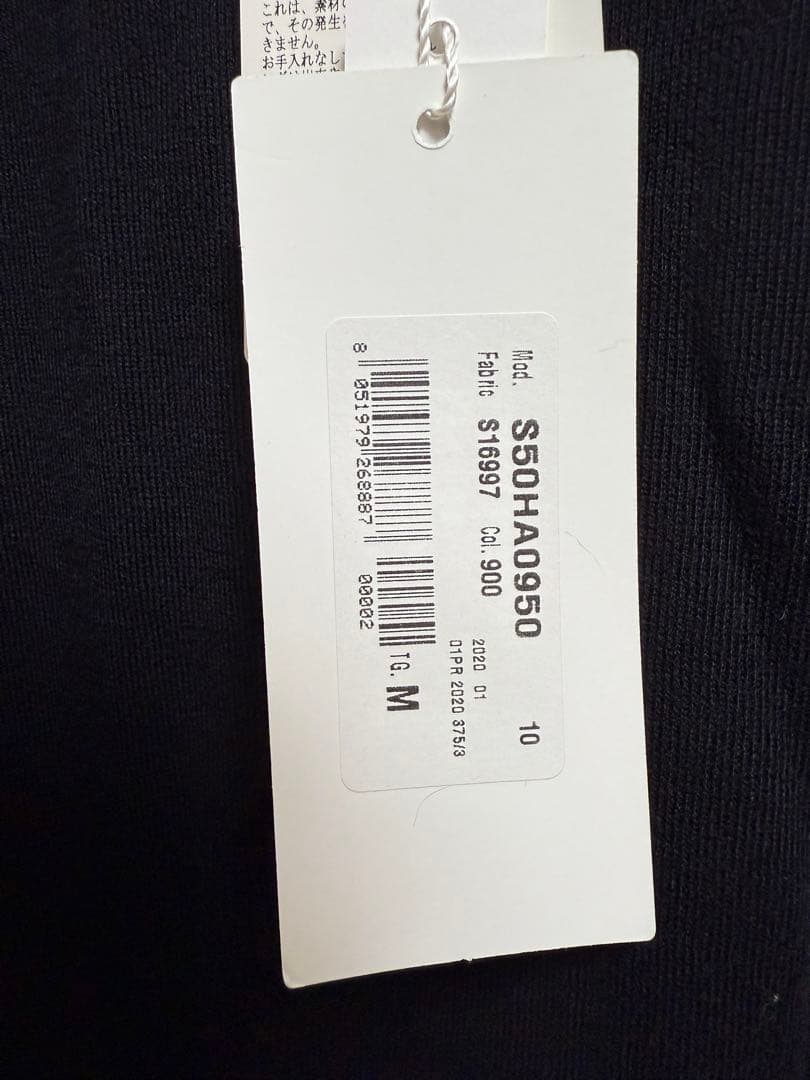 これは、素材
で、その発生
きません。
お手入れなし
Mod. S50HA0950 10
Fabric S16997 Col. 900
2020 01
01PR 2020 375/3
8 051979 268887 00002
TG. M